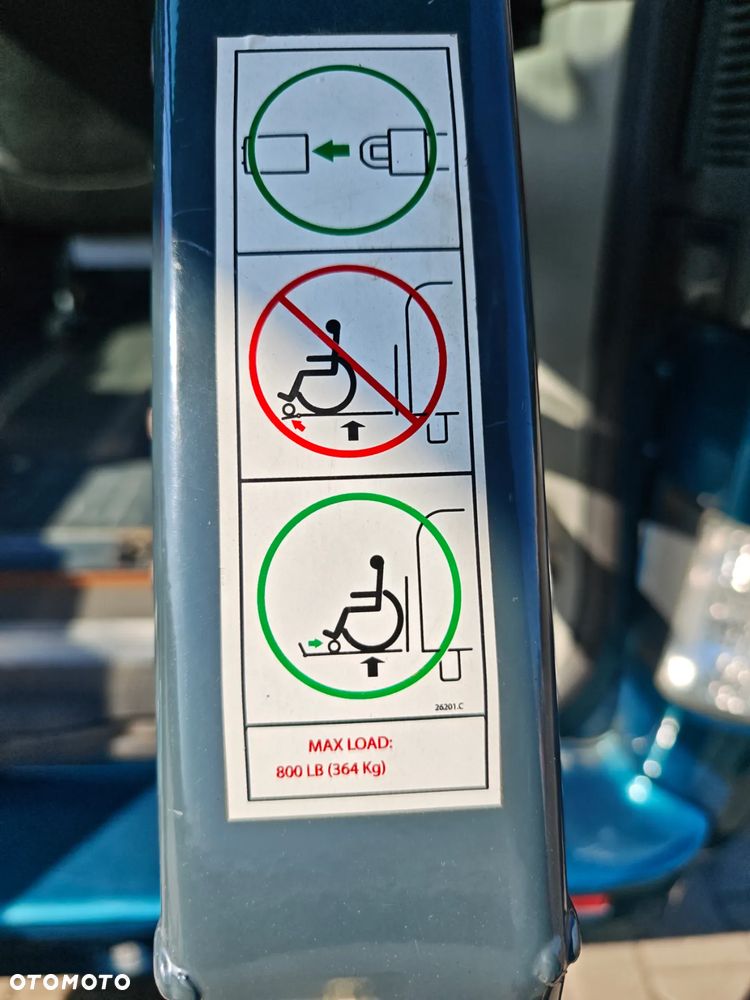 26201.C
MAX LOAD:
800 LB (364 Kg)
OTOMOTO